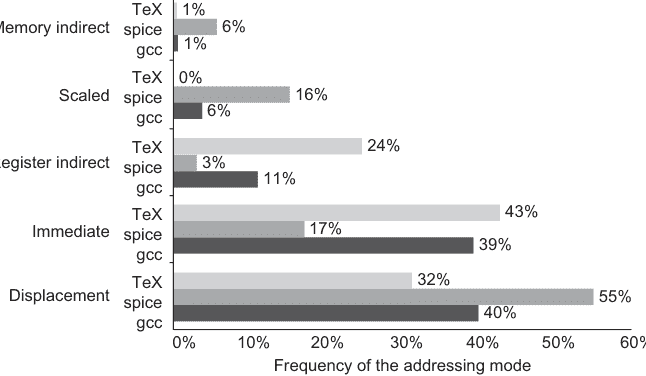 TeX 1%
Memory indirect spice 6%
gcc 1%
TeX 0%
Scaled spice 16%
gcc 6%
TeX 24%
Register indirect spice 3%
gcc 11%
TeX 43%
Immediate spice 17%
gcc 39%
TeX 32%
Displacement spice 55%
gcc 40%
0% 10% 20% 30% 40% 50% 60%
Frequency of the addressing mode